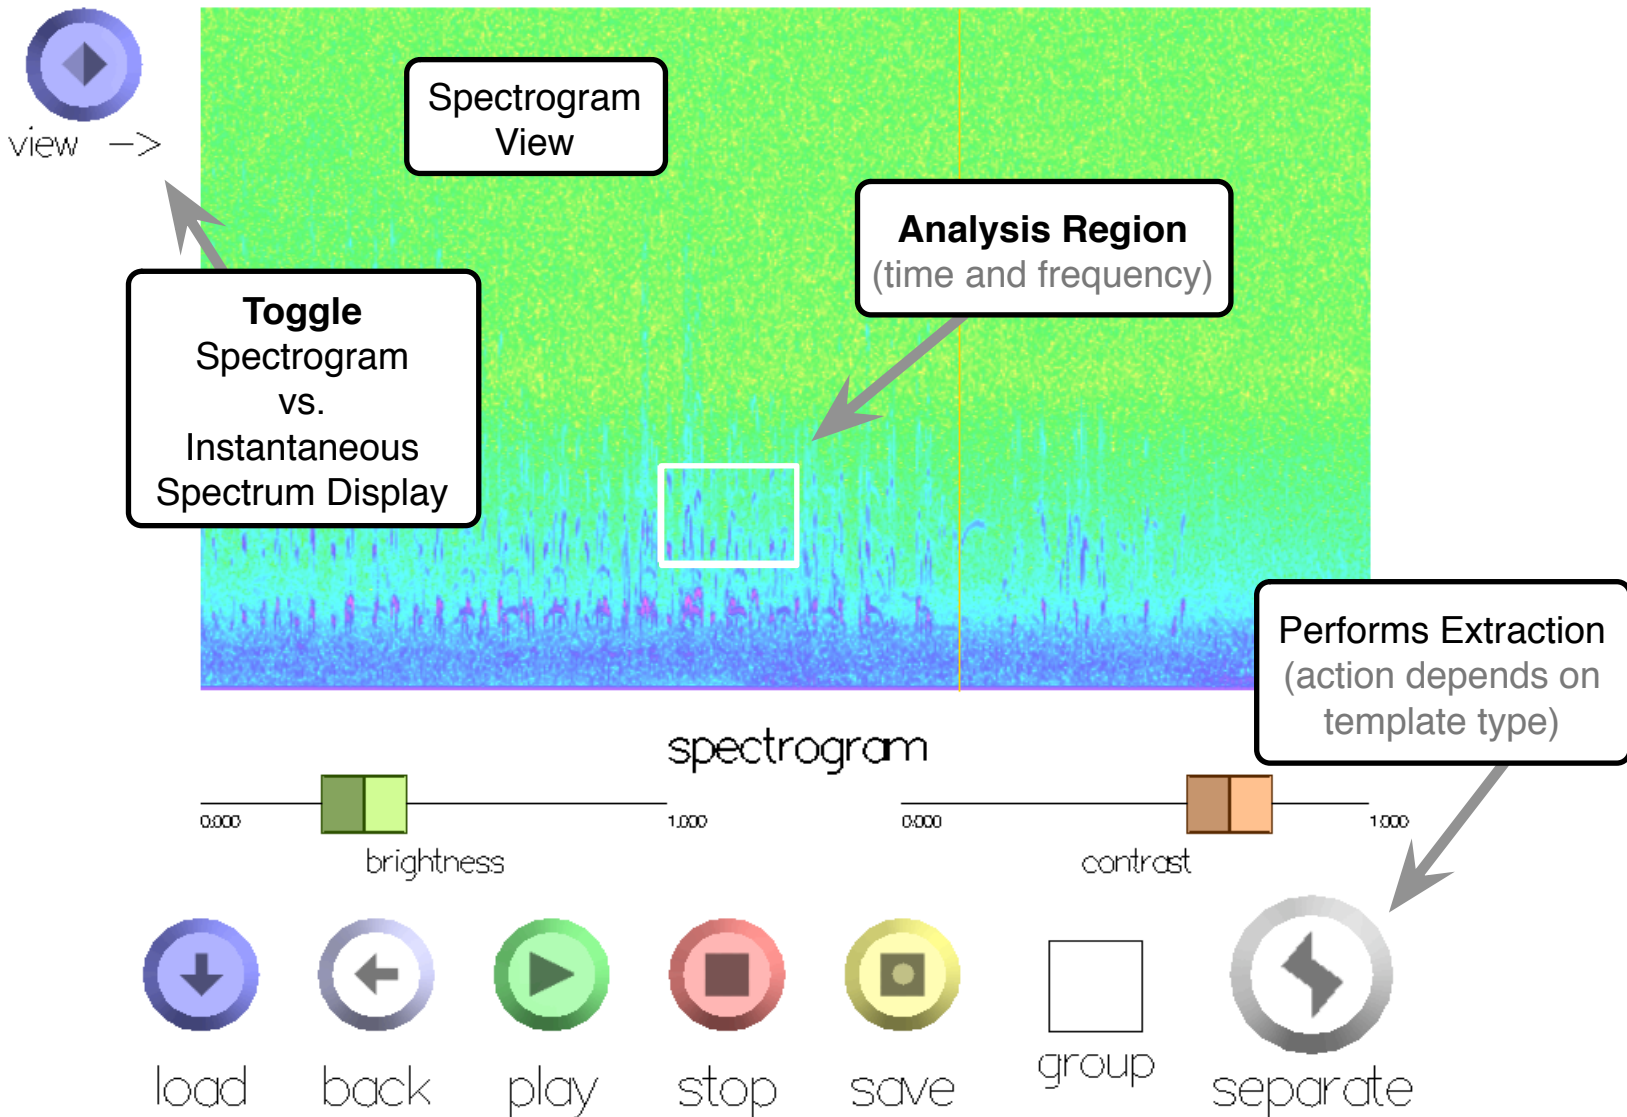 view ->
Spectrogram
View
Analysis Region
(time and frequency)
Toggle
Spectrogram
vs.
Instantaneous
Spectrum Display
Performs Extraction
(action depends on
template type)
spectrogram
0.000
1.000
brightness
0.000
1.000
contrast
load
back
play
stop
save
group
separate